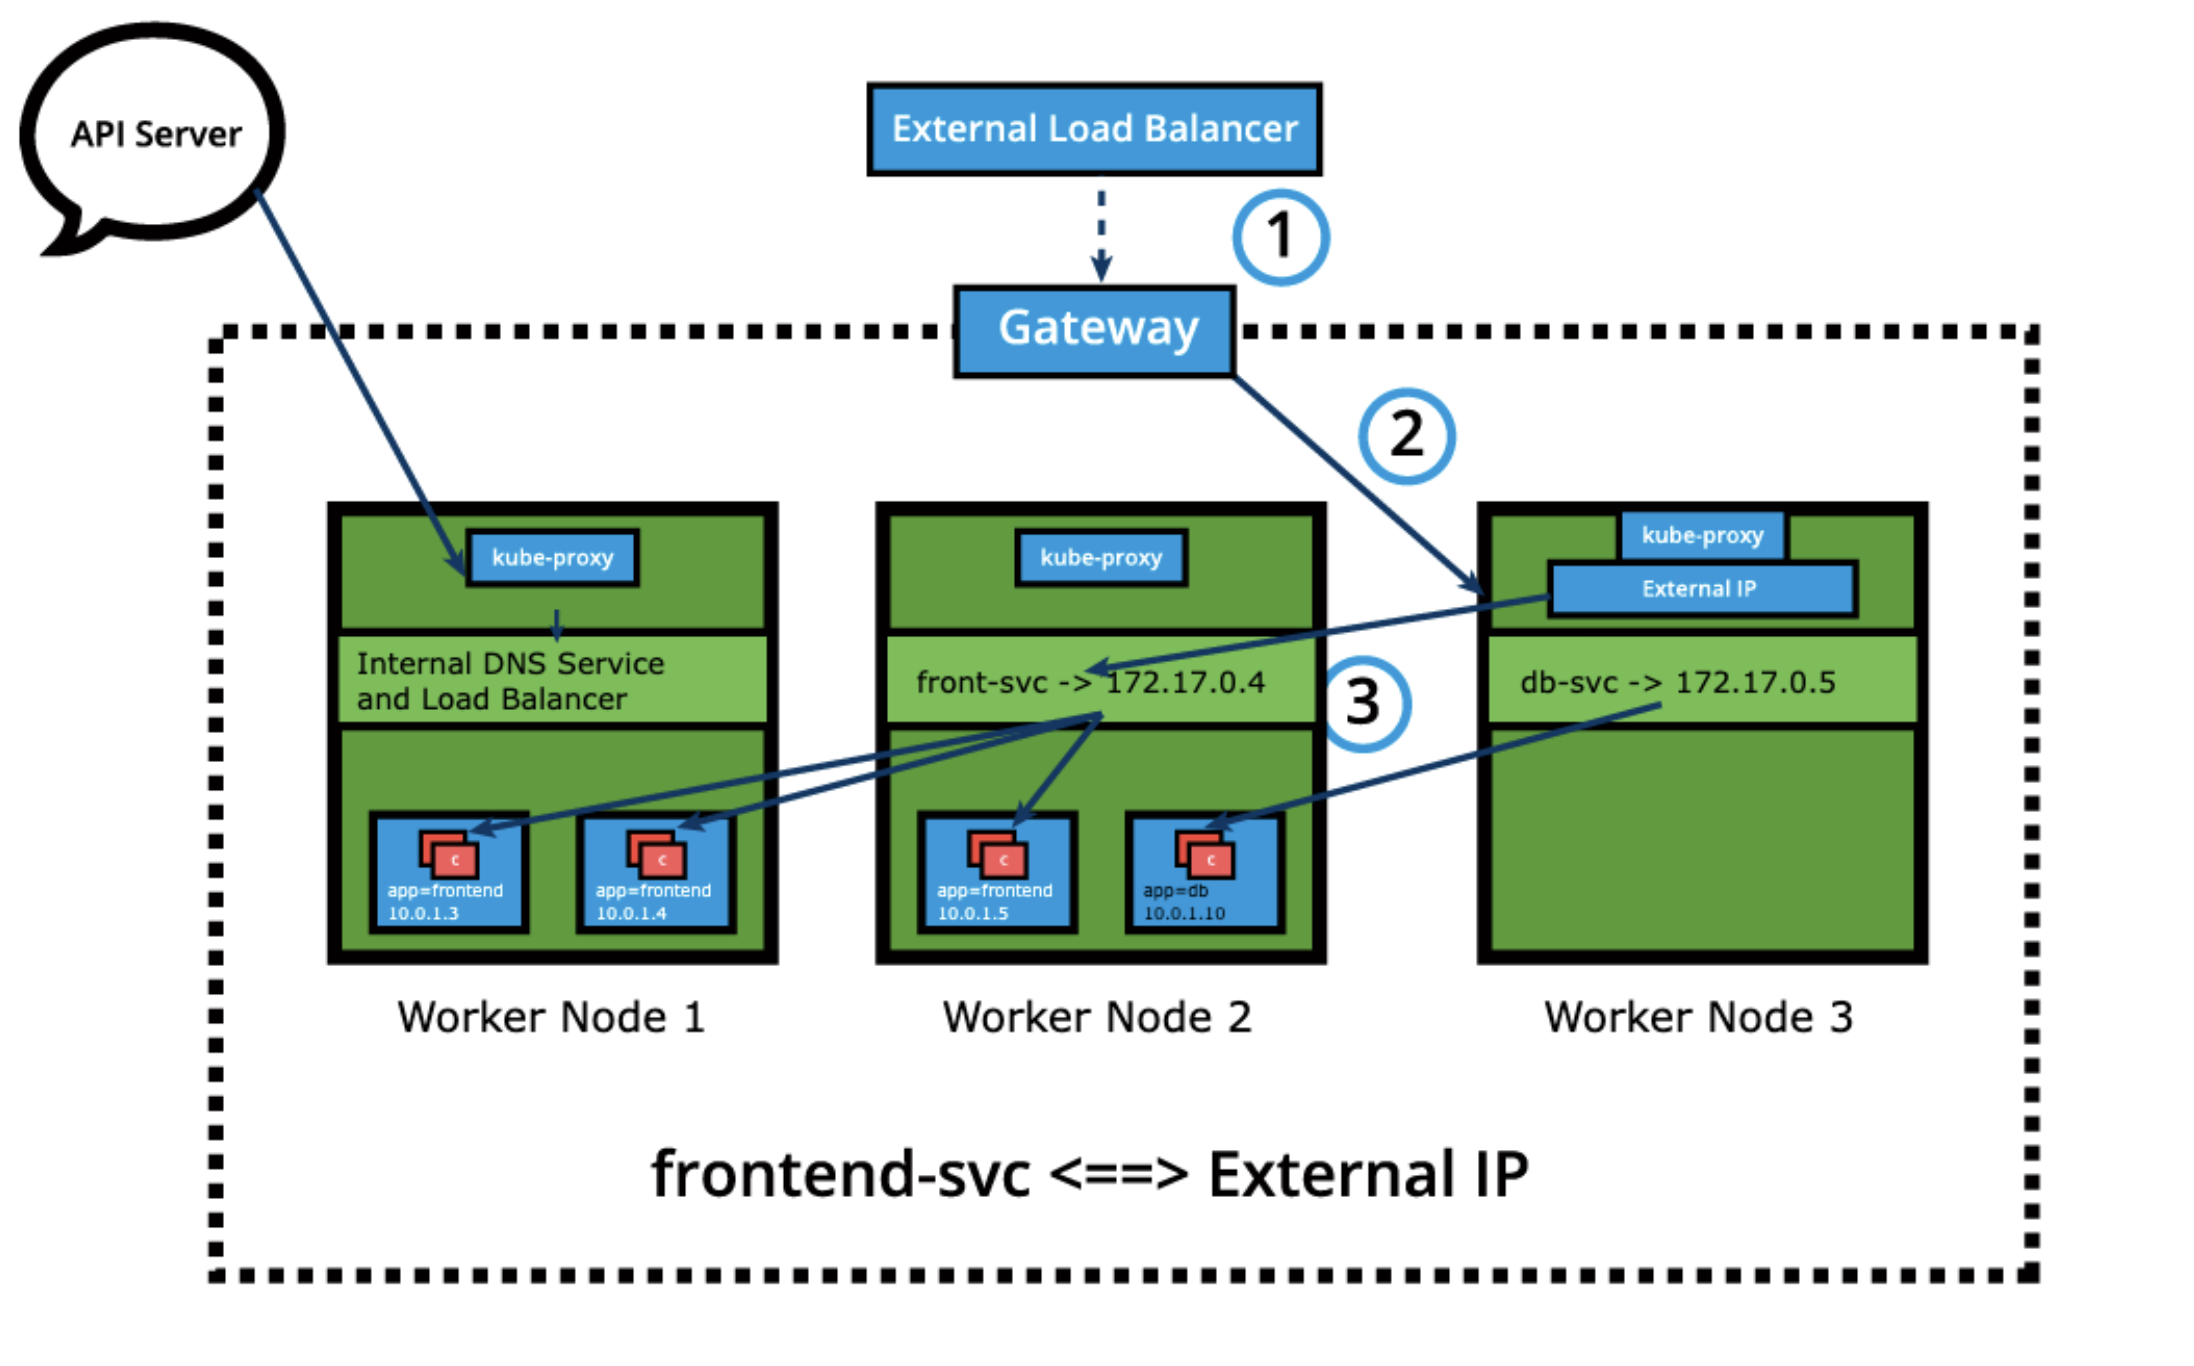 API Server
External Load Balancer
1
Gateway
2
kube-proxy
kube-proxy
kube-proxy
External IP
Internal DNS Service
and Load Balancer
front-svc -> 172.17.0.4
3
db-svc -> 172.17.0.5
c
app=frontend
10.0.1.3
c
app=frontend
10.0.1.4
c
app=frontend
10.0.1.5
c
app=db
10.0.1.10
Worker Node 1
Worker Node 2
Worker Node 3
frontend-svc <==> External IP